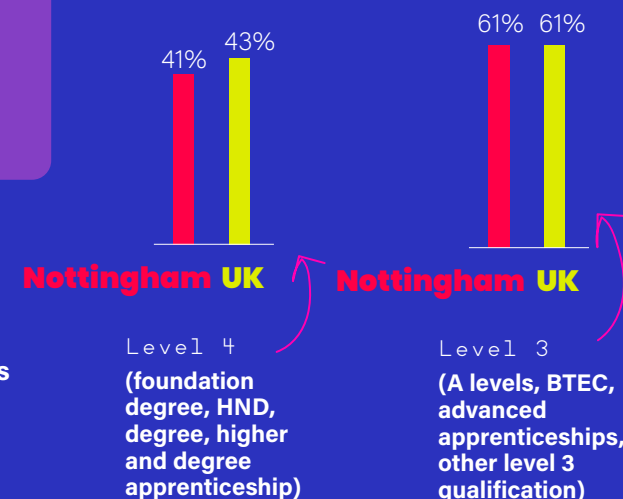 41%
43%
61% 61%
Nottingham UK
Nottingham UK
Level 4
(foundation
degree, HND,
degree, higher
and degree
apprenticeship)
Level 3
(A levels, BTEC,
advanced
apprenticeships,
other level 3
qualification)